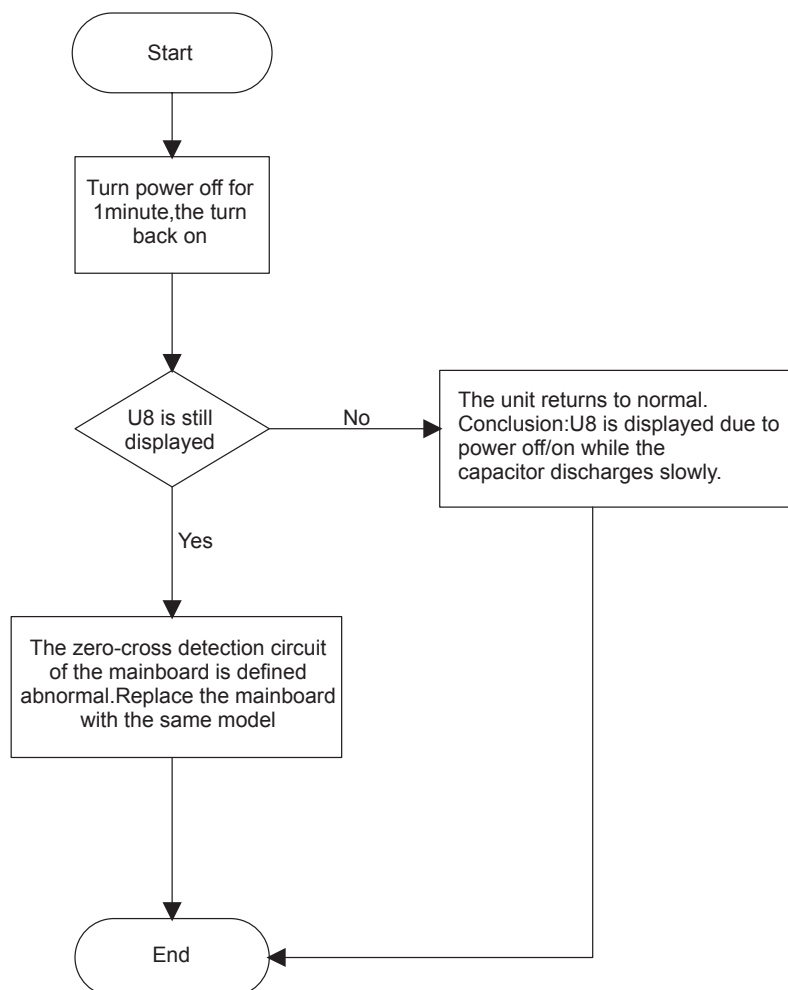 Start
Turn power off for
1minute,the turn
back on
U8 is still
displayed
No
The unit returns to normal.
Conclusion:U8 is displayed due to
power off/on while the
capacitor discharges slowly.
Yes
The zero-cross detection circuit
of the mainboard is defined
abnormal.Replace the mainboard
with the same model
End